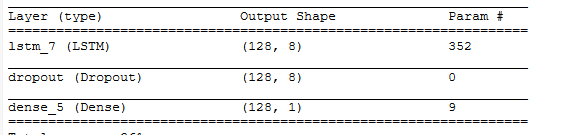 Layer (type) Output Shape Param #
lstm_7 (LSTM) (128, 8) 352
dropout (Dropout) (128, 8) 0
dense_5 (Dense) (128, 1) 9